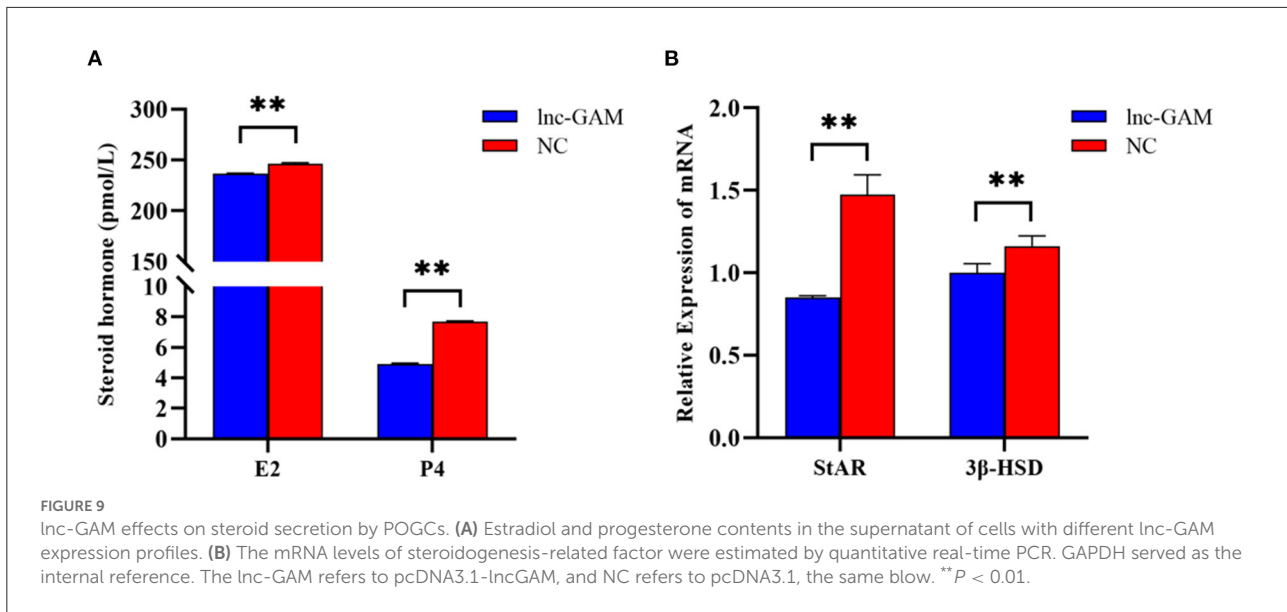 A
300
250
200
150
10
8
6
4
2
0
Steroid hormone (pmol/L)
**
**
lnc-GAM
NC
E2 P4
B
2.0
1.5
1.0
0.5
0.0
Relative Expression of mRNA
**
**
lnc-GAM
NC
StAR 3β-HSD
FIGURE 9
lnc-GAM effects on steroid secretion by POGCs. (A) Estradiol and progesterone contents in the supernatant of cells with different lnc-GAM
expression profiles. (B) The mRNA levels of steroidogenesis-related factor were estimated by quantitative real-time PCR. GAPDH served as the
internal reference. The lnc-GAM refers to pcDNA3.1-lncGAM, and NC refers to pcDNA3.1, the same blow. **P < 0.01.